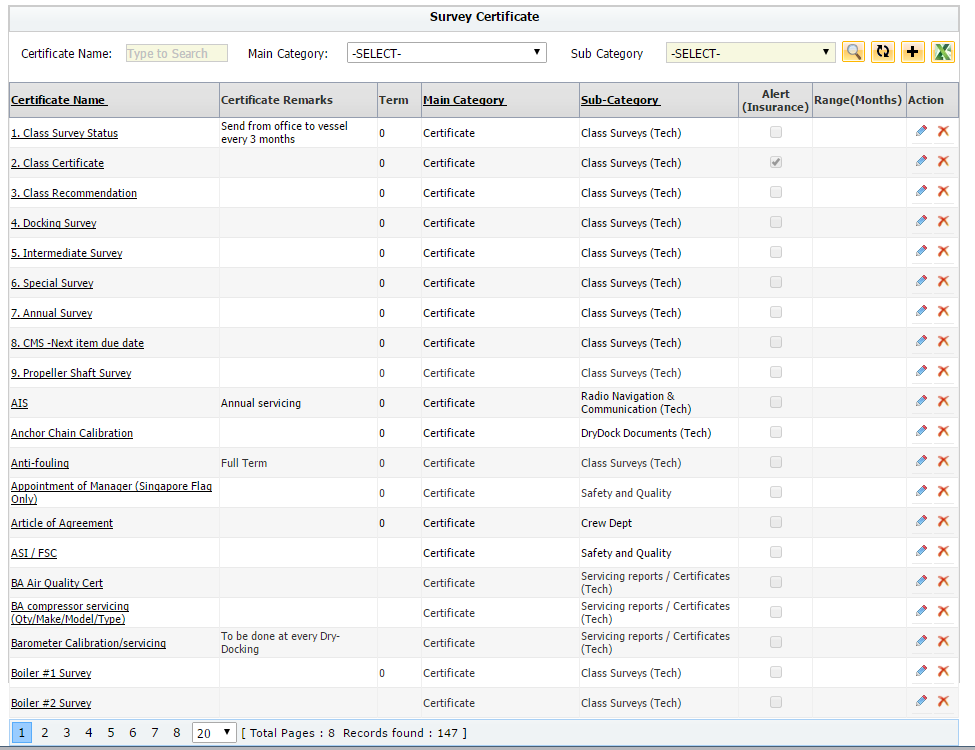 Survey Certificate
Certificate Name: Type to Search Main Category: -SELECT- Sub Category -SELECT-
Certificate Name Certificate Remarks Term Main Category Sub-Category Alert (Insurance) Range(Months) Action
1. Class Survey Status Send from office to vessel every 3 months 0 Certificate Class Surveys (Tech)
2. Class Certificate 0 Certificate Class Surveys (Tech)
3. Class Recommendation 0 Certificate Class Surveys (Tech)
4. Docking Survey 0 Certificate Class Surveys (Tech)
5. Intermediate Survey 0 Certificate Class Surveys (Tech)
6. Special Survey 0 Certificate Class Surveys (Tech)
7. Annual Survey 0 Certificate Class Surveys (Tech)
8. CMS -Next item due date 0 Certificate Class Surveys (Tech)
9. Propeller Shaft Survey 0 Certificate Class Surveys (Tech)
AIS Annual servicing 0 Certificate Radio Navigation & Communication (Tech)
Anchor Chain Calibration 0 Certificate DryDock Documents (Tech)
Anti-fouling Full Term 0 Certificate Class Surveys (Tech)
Appointment of Manager (Singapore Flag Only) 0 Certificate Safety and Quality
Article of Agreement 0 Certificate Crew Dept
ASI / FSC Certificate Safety and Quality
BA Air Quality Cert Certificate Servicing reports / Certificates (Tech)
BA compressor servicing (Qty/Make/Model/Type) Certificate Servicing reports / Certificates (Tech)
Barometer Calibration/servicing To be done at every Dry-Docking Certificate Servicing reports / Certificates (Tech)
Boiler #1 Survey 0 Certificate Class Surveys (Tech)
Boiler #2 Survey Certificate Class Surveys (Tech)
1 2 3 4 5 6 7 8 20 [ Total Pages : 8 Records found : 147 ]